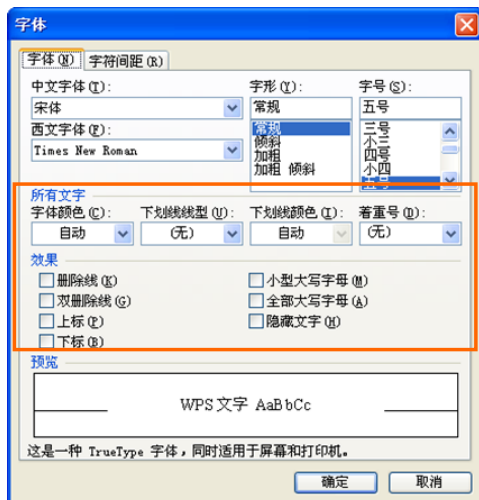 字体
字体(N) 字符间距(R)
中文字体(T): 字形(Y): 字号(S):
宋体 常规 五号
西文字体(F):
Times New Roman
常规
倾斜
加粗
加粗 倾斜
三号
小三
四号
小四
五号
所有文字
字体颜色(C): 下划线线型(U): 下划线颜色(I): 着重号(D):
自动 (无) 自动 (无)
效果
删除线(K) 小型大写字母(M)
双删除线(G) 全部大写字母(A)
上标(P) 隐藏文字(H)
下标(B)
预览
WPS文字 AaBbCc
这是一种 TrueType 字体，同时适用于屏幕和打印机。
确定 取消